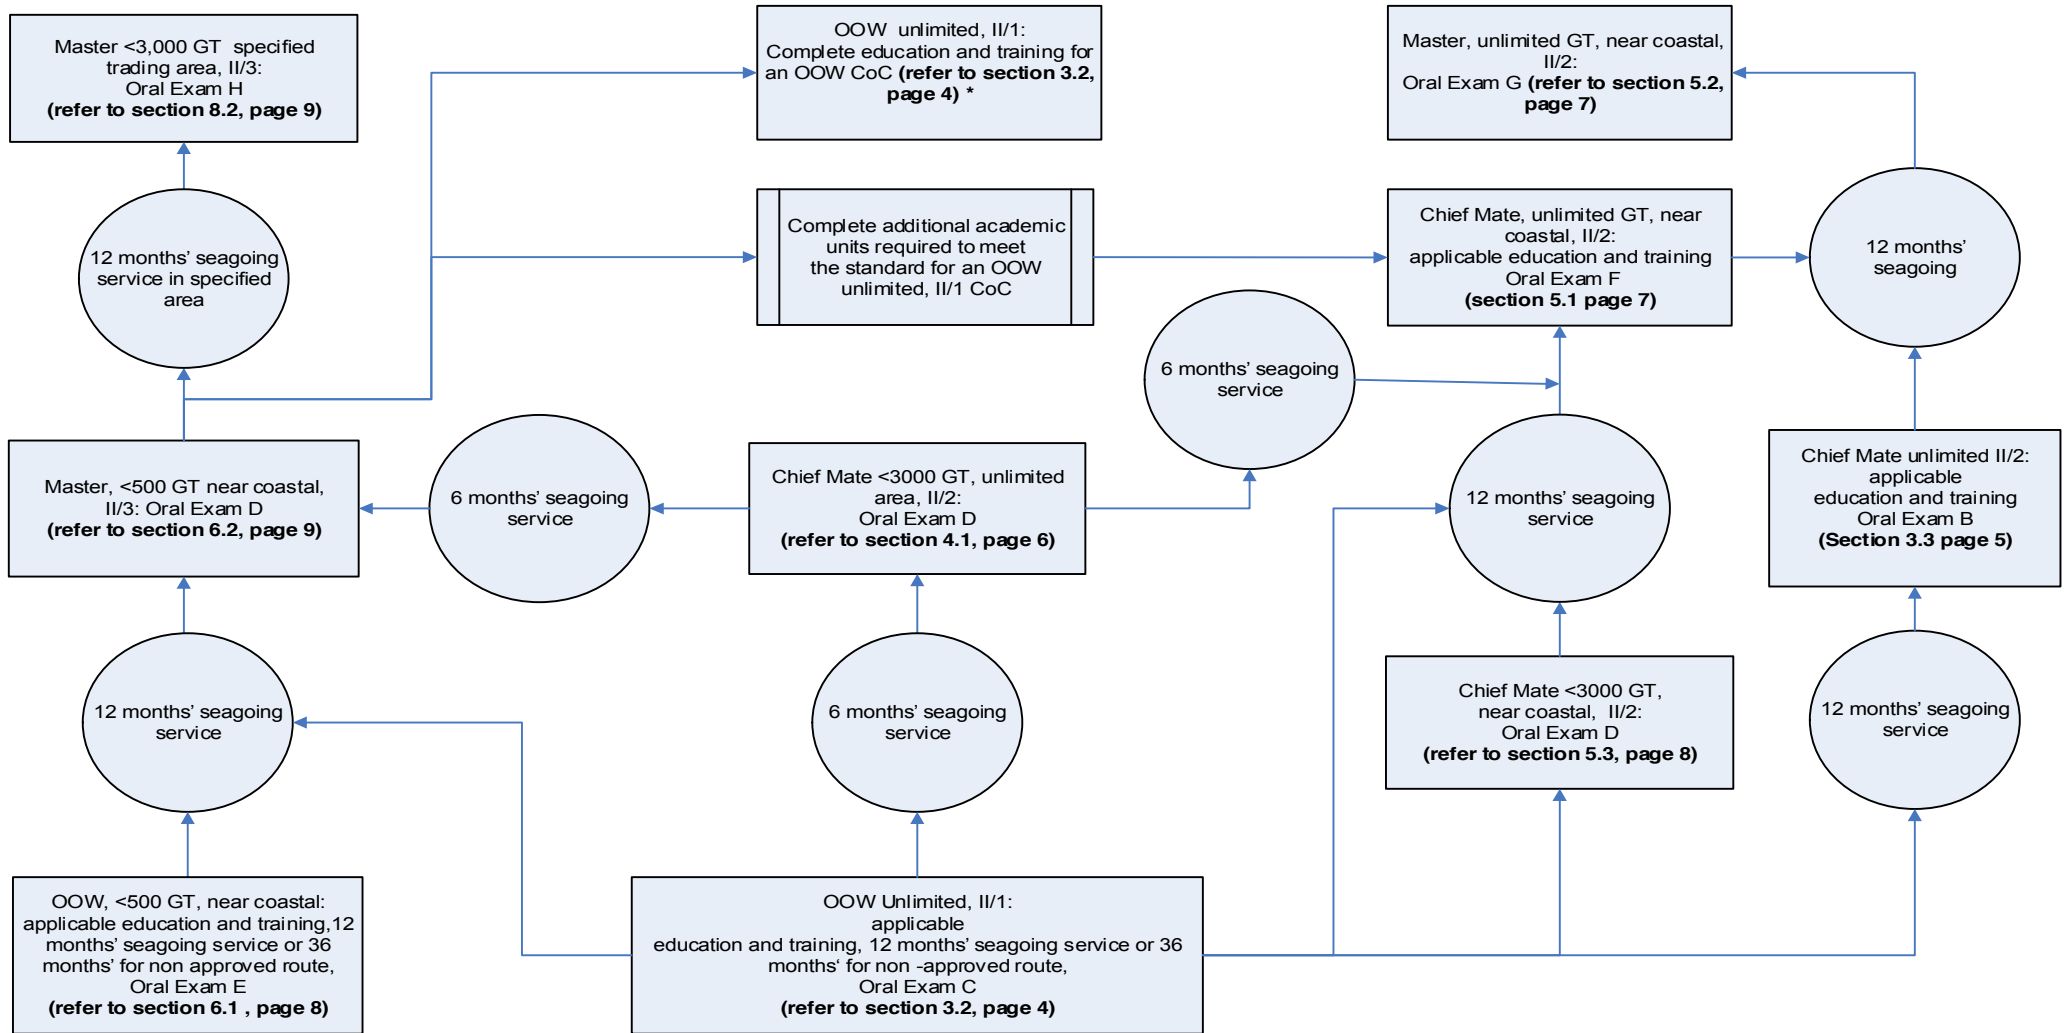 Master <3,000 GT  specified
trading area, II/3:
Oral Exam H
(refer to section 8.2, page 9)
OOW  unlimited, II/1:
Complete education and training for
an OOW CoC (refer to section 3.2,
page 4) *
Master, unlimited GT, near coastal,
II/2:
Oral Exam G (refer to section 5.2,
page 7)
12 months’ seagoing
service in specified
area
Complete additional academic
units required to meet
the standard for an OOW
unlimited, II/1 CoC
Chief Mate, unlimited GT, near
coastal, II/2:
applicable education and training
Oral Exam F
(section 5.1 page 7)
12 months’
seagoing
6 months’ seagoing
service
Master, <500 GT near coastal,
II/3: Oral Exam D
(refer to section 6.2, page 9)
6 months’ seagoing
service
Chief Mate <3000 GT, unlimited
area, II/2:
Oral Exam D
(refer to section 4.1, page 6)
12 months’ seagoing
service
Chief Mate unlimited II/2:
applicable
education and training
Oral Exam B
(Section 3.3 page 5)
12 months’ seagoing
service
6 months’ seagoing
service
Chief Mate <3000 GT,
near coastal,  II/2:
Oral Exam D
(refer to section 5.3, page 8)
12 months’ seagoing
service
OOW, <500 GT, near coastal:
applicable education and training,12
months’ seagoing service or 36
months’ for non approved route,
Oral Exam E
(refer to section 6.1 , page 8)
OOW Unlimited, II/1:
applicable
education and training, 12 months’ seagoing service or 36
months‘ for non -approved route,
Oral Exam C
(refer to section 3.2, page 4)